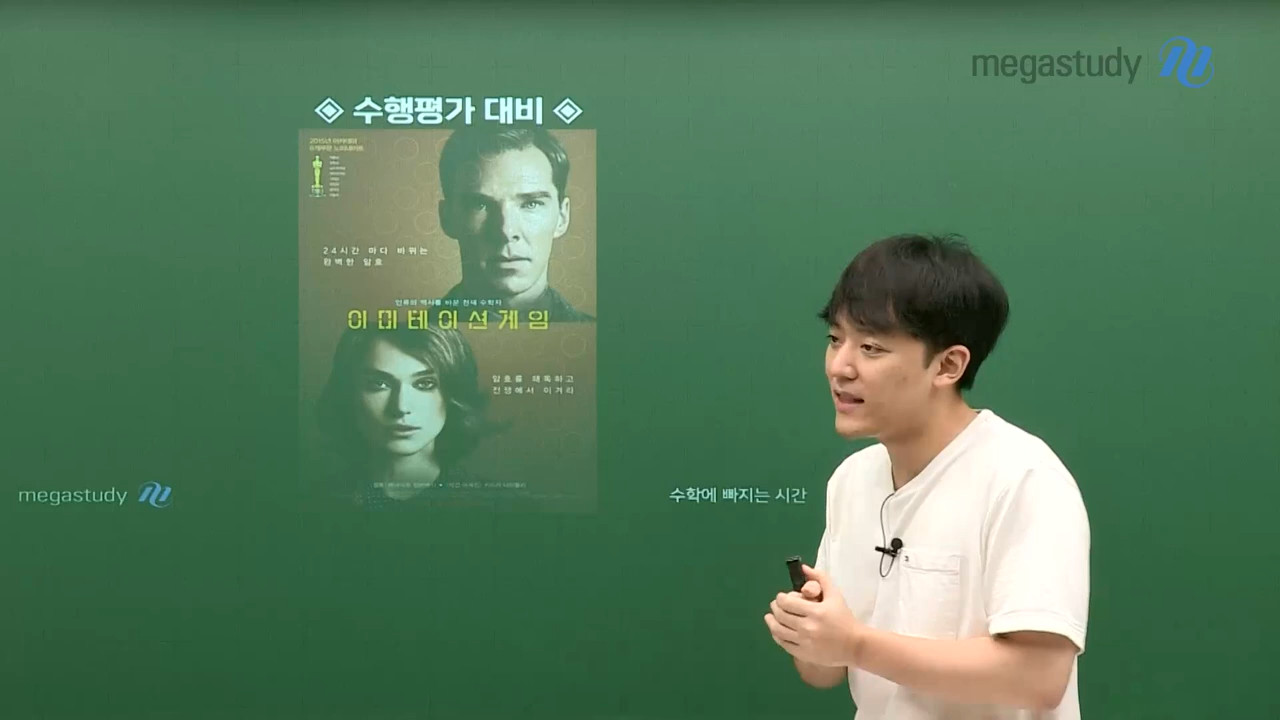 megastudy
◈ 수행평가 대비 ◈
24시간 마다 바뀌는
완벽한 암호
인류의 역사를 바꾼 천재 수학자
이미테이션게임
암호를 해독하고
전쟁에서 이겨라
megastudy
수학에 빠지는 시간